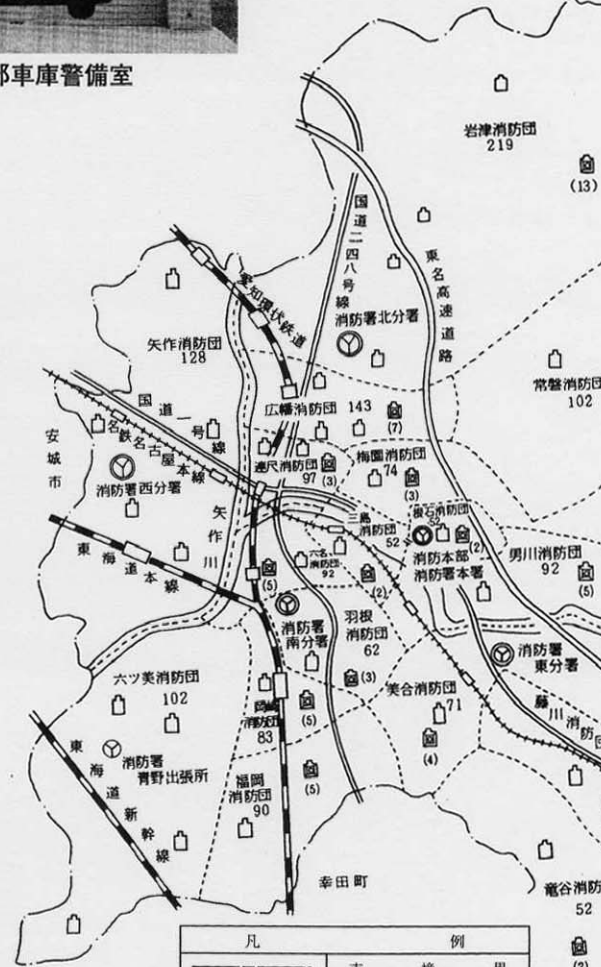 部車庫警備室
岩津消防団
219
(13)
国道二四八号線
東名高速道路
愛知環状鉄道
消防署北分署
矢作消防団
128
常磐消防団
102
国道一号線
名鉄名古屋本線
広幡消防団 143
(7)
安城市
連尺消防団
97
(3)
梅園消防団
74
(3)
消防署西分署
矢作川
三島
消防団
52
根石消防団
52
(2)
消防本部
消防署本署
男川消防団
92
(5)
東海道本線
六名
消防団
92
(5)
(2)
消防署
南分署
羽根
消防団
62
消防署
東分署
六ツ美消防団
102
岡崎
消防団
83
(5)
(3)
美合消防団
71
(4)
藤川消防団
消防署
青野出張所
東海道新幹線
福岡
消防団
90
(5)
幸田町
竜谷消防
52
凡例